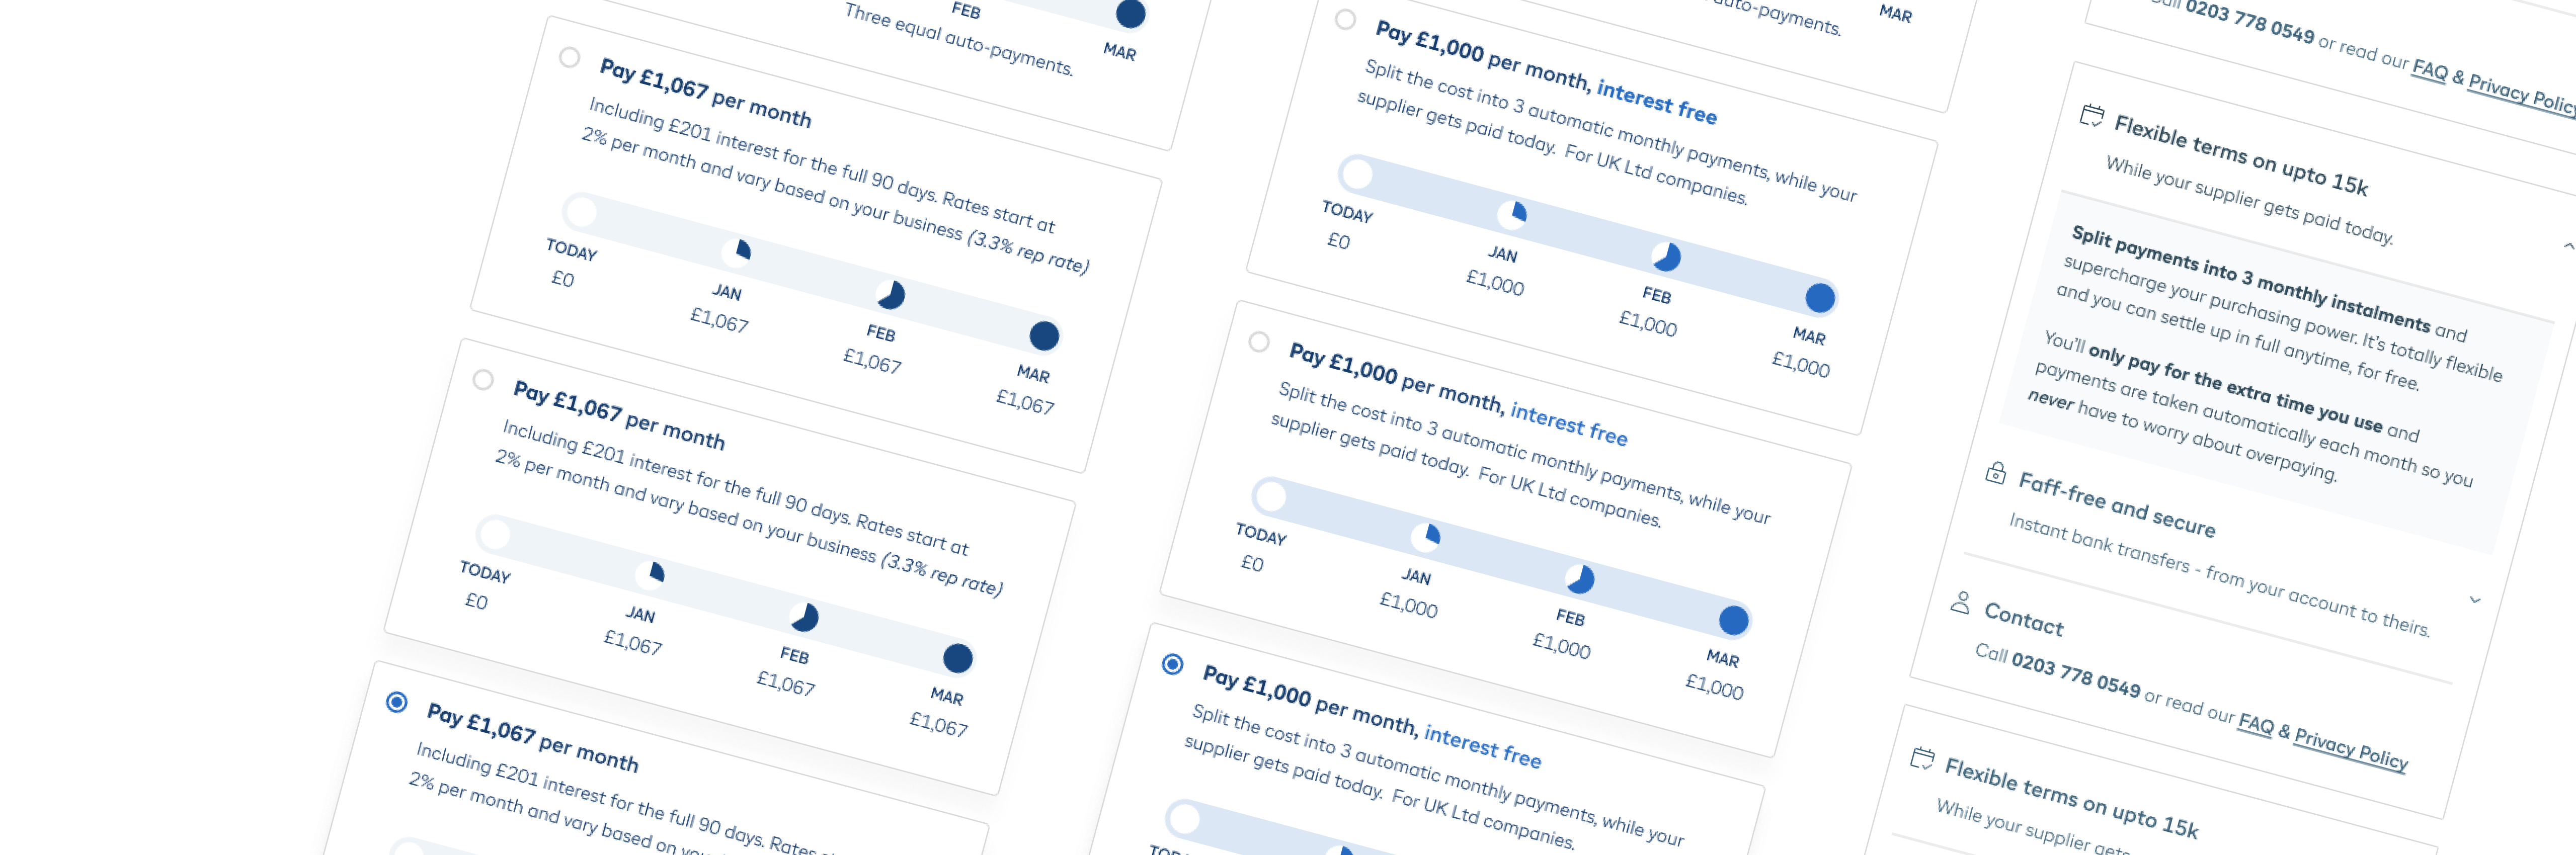 FEB
MAR
Three equal auto-payments.
Pay £1,067 per month
Including £201 interest for the full 90 days. Rates start at
2% per month and vary based on your business (3.3% rep rate)
TODAY
£0
JAN
£1,067
FEB
£1,067
MAR
£1,067
Pay £1,067 per month
Including £201 interest for the full 90 days. Rates start at
2% per month and vary based on your business (3.3% rep rate)
TODAY
£0
JAN
£1,067
FEB
£1,067
MAR
£1,067
Pay £1,067 per month
Including £201 interest for the full 90 days. Rates
2% per month and vary based on
MAR
auto-payments.
Pay £1,000 per month, interest free
Split the cost into 3 automatic monthly payments, while your
supplier gets paid today. For UK Ltd companies.
TODAY
£0
JAN
£1,000
FEB
£1,000
MAR
£1,000
Pay £1,000 per month, interest free
Split the cost into 3 automatic monthly payments, while your
supplier gets paid today. For UK Ltd companies.
TODAY
£0
JAN
£1,000
FEB
£1,000
MAR
£1,000
Pay £1,000 per month, interest free
Split the cost into 3 automatic monthly payments, while your
supplier gets paid today. For UK Ltd companies.
Call 0203 778 0549 or read our FAQ & Privacy Policy
Flexible terms on upto 15k
While your supplier gets paid today.
Split payments into 3 monthly instalments and
supercharge your purchasing power. It's totally flexible
and you can settle up in full anytime, for free.
You'll only pay for the extra time you use and
payments are taken automatically each month so you
never have to worry about overpaying.
Faff-free and secure
Instant bank transfers - from your account to theirs.
Contact
Call 0203 778 0549 or read our FAQ & Privacy Policy
Flexible terms on upto 15k
While your supplier gets